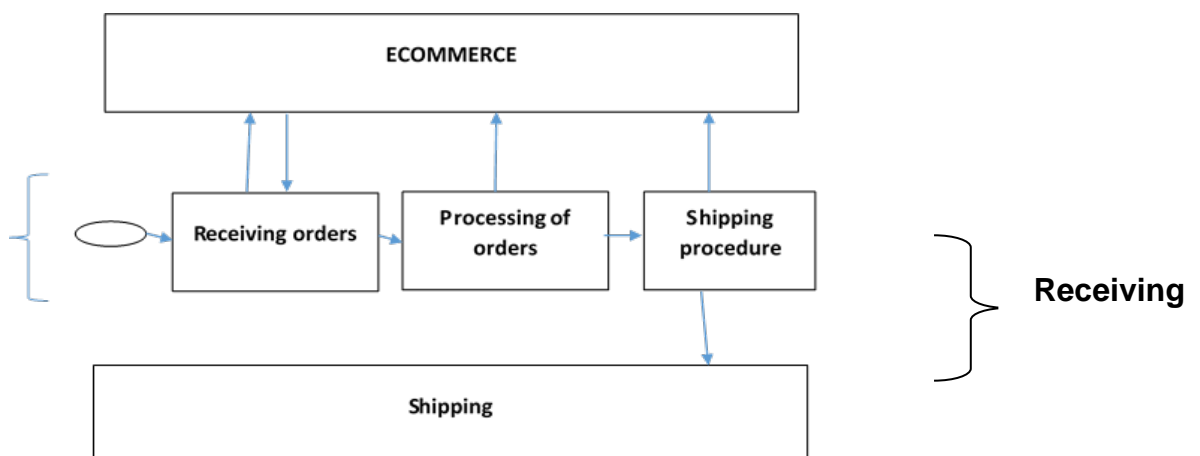 ECOMMERCE
Receiving orders
Processing of
orders
Shipping
procedure
Receiving
Shipping